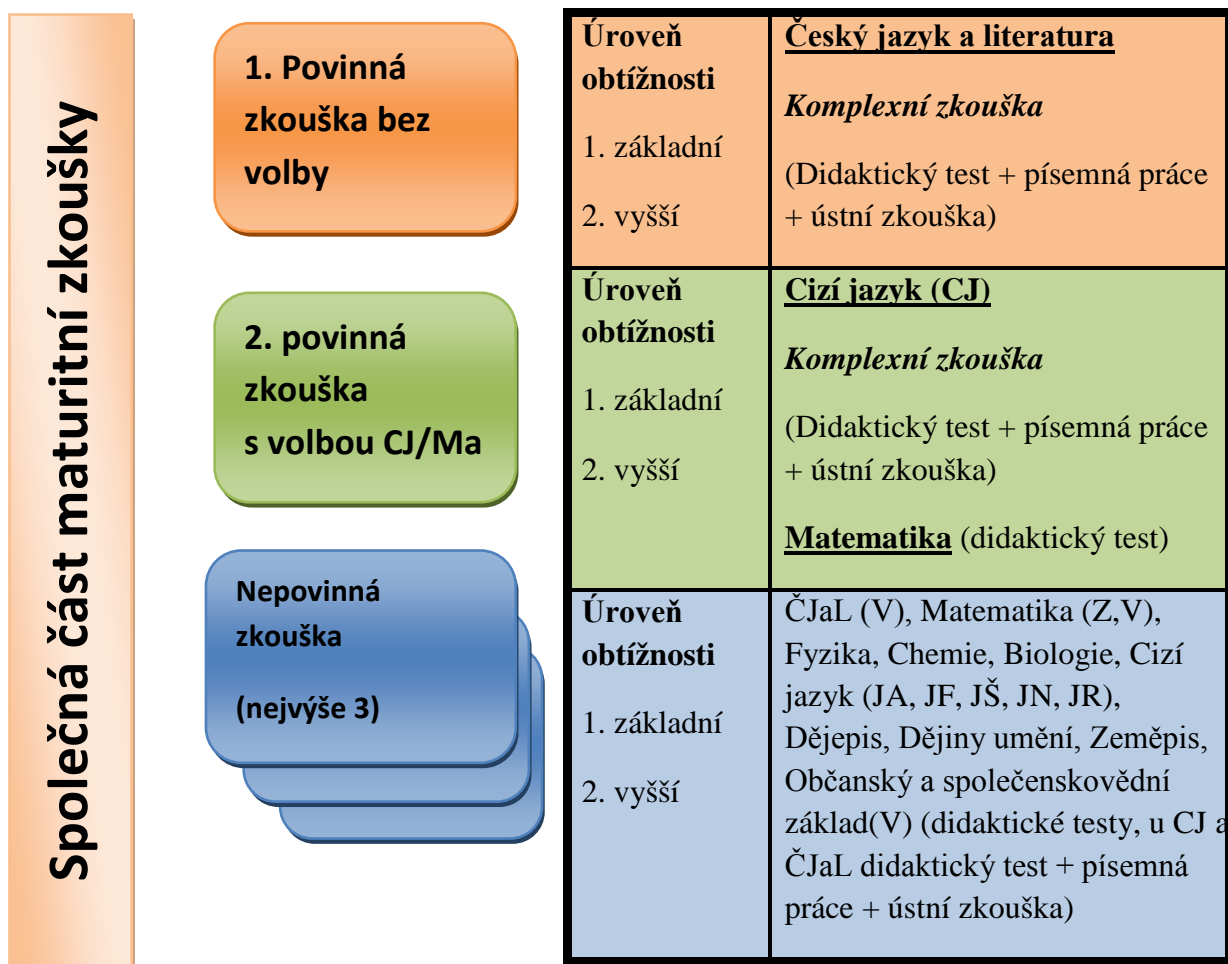 Společná část maturitní zkoušky
1. Povinná
zkouška bez
volby
Úroveň
obtížnosti
1. základní
2. vyšší
Český jazyk a literatura
Komplexní zkouška
(Didaktický test + písemná práce
+ ústní zkouška)
2. povinná
zkouška
s volbou CJ/Ma
Úroveň
obtížnosti
1. základní
2. vyšší
Cizí jazyk (CJ)
Komplexní zkouška
(Didaktický test + písemná práce
+ ústní zkouška)
Matematika (didaktický test)
Nepovinná
zkouška
(nejvýše 3)
Úroveň
obtížnosti
1. základní
2. vyšší
ČJaL (V), Matematika (Z,V),
Fyzika, Chemie, Biologie, Cizí
jazyk (JA, JF, JŠ, JN, JR),
Dějepis, Dějiny umění, Zeměpis,
Občanský a společenskovědní
základ(V) (didaktické testy, u CJ a
ČJaL didaktický test + písemná
práce + ústní zkouška)